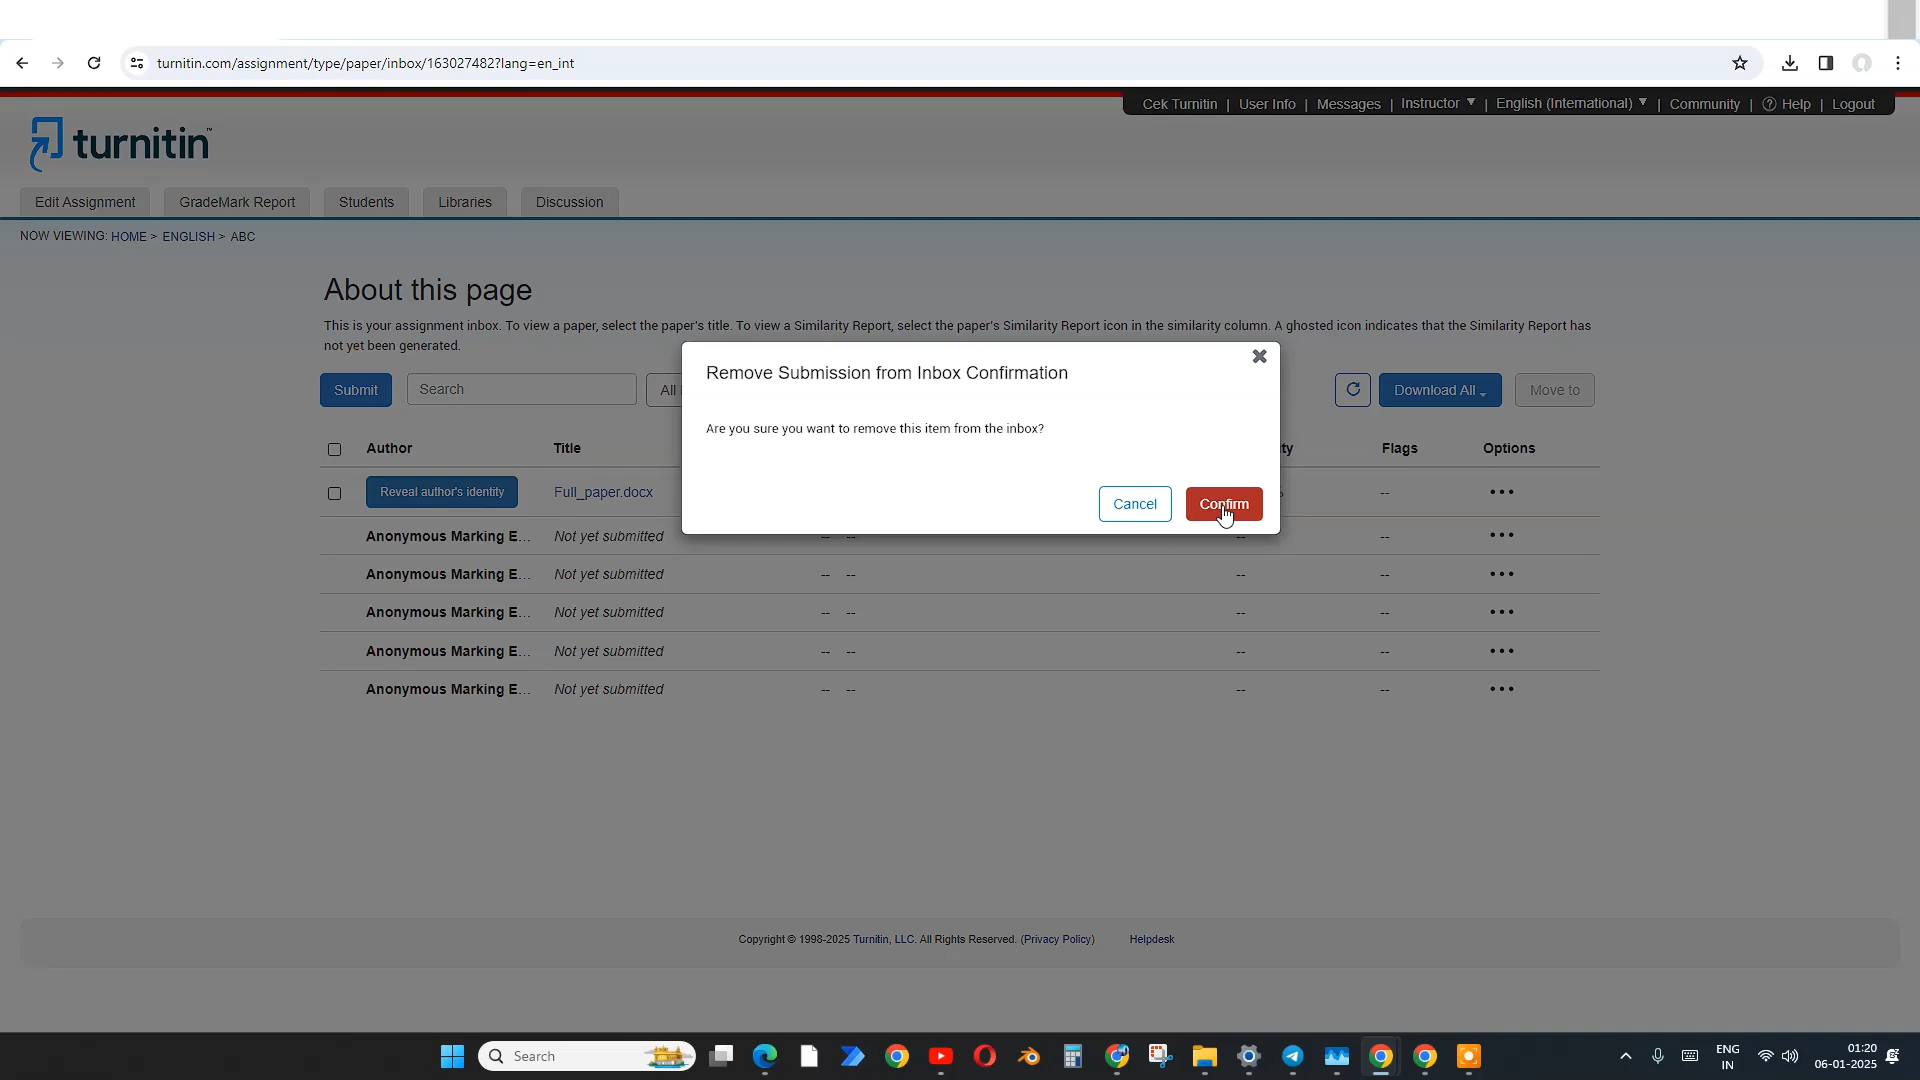 turnitin.com/assignment/type/paper/inbox/163027482?lang=en_int
Cek Turnitin | User Info | Messages | Instructor ▼ | English (International) ▼ | Community | ? Help | Logout
turnitin™
Edit Assignment GradeMark Report Students Libraries Discussion
NOW VIEWING: HOME > ENGLISH > ABC
About this page
This is your assignment inbox. To view a paper, select the paper's title. To view a Similarity Report, select the paper's Similarity Report icon in the similarity column. A ghosted icon indicates that the Similarity Report has
not yet been generated.
Remove Submission from Inbox Confirmation
Submit Search All Download All Move to
Are you sure you want to remove this item from the inbox?
Author Title ty Flags Options
Reveal author's identity Full_paper.docx -- •••
Cancel Confirm
Anonymous Marking E... Not yet submitted -- -- -- -- •••
Anonymous Marking E... Not yet submitted -- -- -- -- •••
Anonymous Marking E... Not yet submitted -- -- -- -- •••
Anonymous Marking E... Not yet submitted -- -- -- -- •••
Anonymous Marking E... Not yet submitted -- -- -- -- •••
Copyright © 1998-2025 Turnitin, LLC. All Rights Reserved. (Privacy Policy) Helpdesk
Search
ENG
IN
01:20
06-01-2025